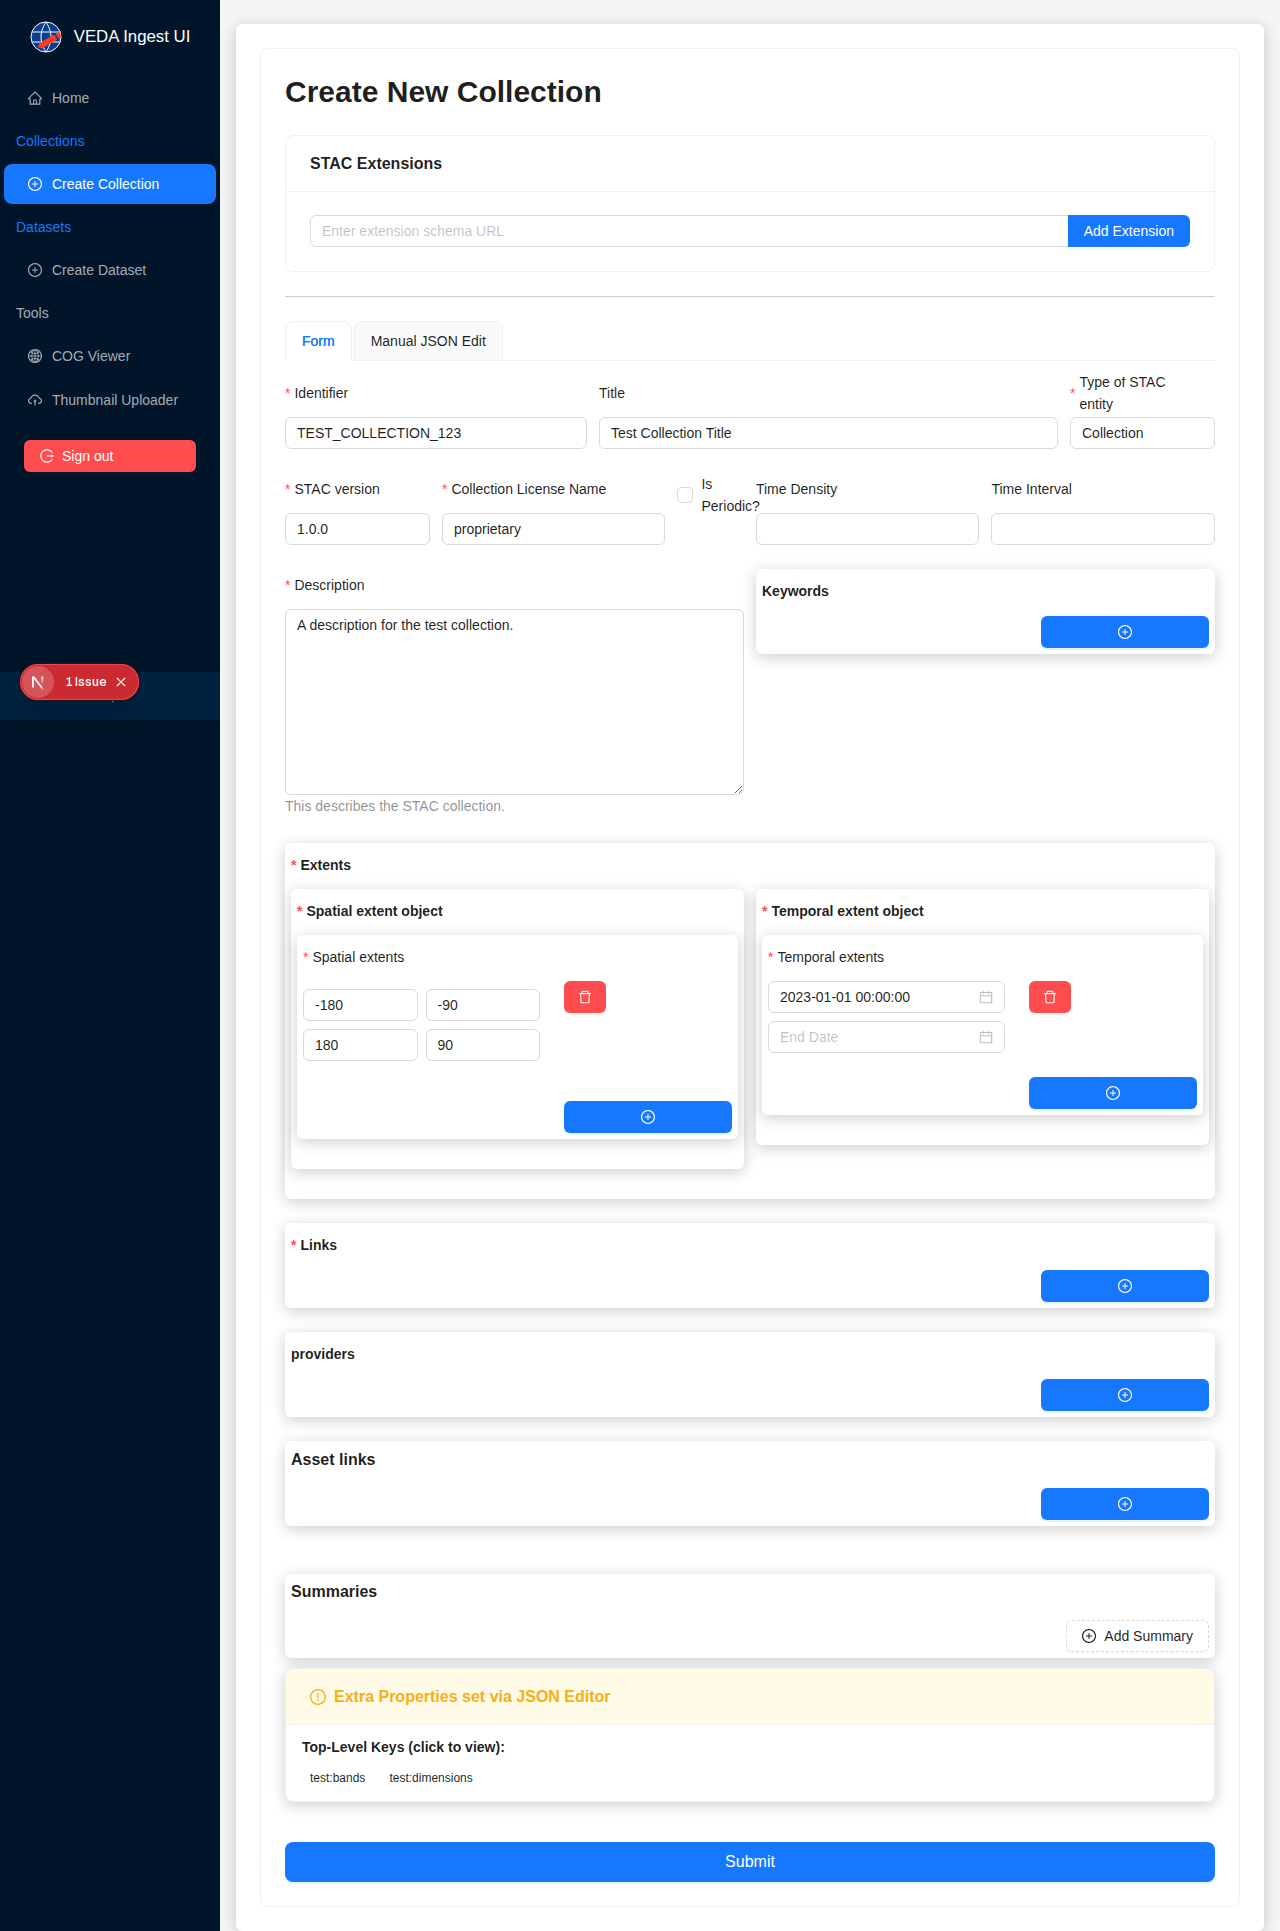 VEDA Ingest UI
Home
Collections
Create Collection
Datasets
Create Dataset
Tools
COG Viewer
Thumbnail Uploader
Sign out
1 Issue
Create New Collection
STAC Extensions
Enter extension schema URL
Add Extension
Form
Manual JSON Edit
* Identifier
Title
* Type of STAC entity
TEST_COLLECTION_123
Test Collection Title
Collection
* STAC version
* Collection License Name
Is Periodic?
Time Density
Time Interval
1.0.0
proprietary
* Description
Keywords
A description for the test collection.
This describes the STAC collection.
* Extents
* Spatial extent object
* Temporal extent object
* Spatial extents
* Temporal extents
-180
-90
2023-01-01 00:00:00
180
90
End Date
* Links
providers
Asset links
Summaries
Add Summary
Extra Properties set via JSON Editor
Top-Level Keys (click to view):
test:bands
test:dimensions
Submit